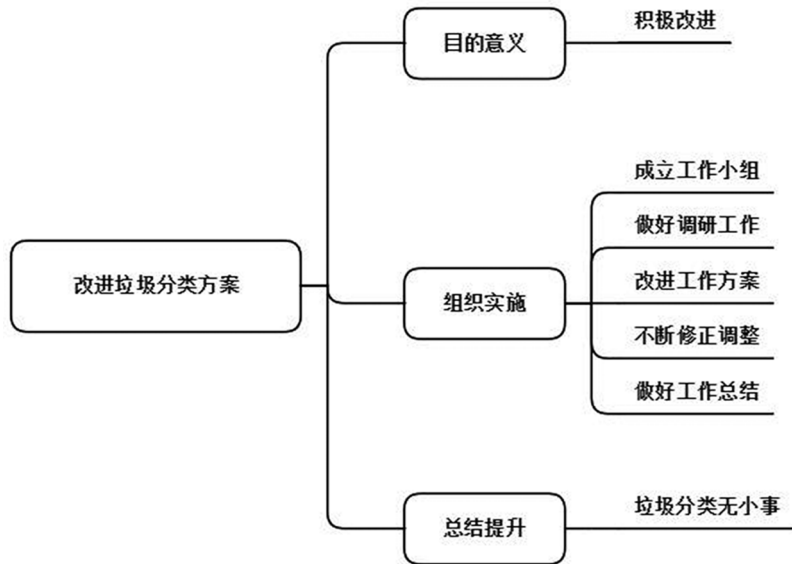 改进垃圾分类方案
目的意义
积极改进
组织实施
成立工作小组
做好调研工作
改进工作方案
不断修正调整
做好工作总结
总结提升
垃圾分类无小事